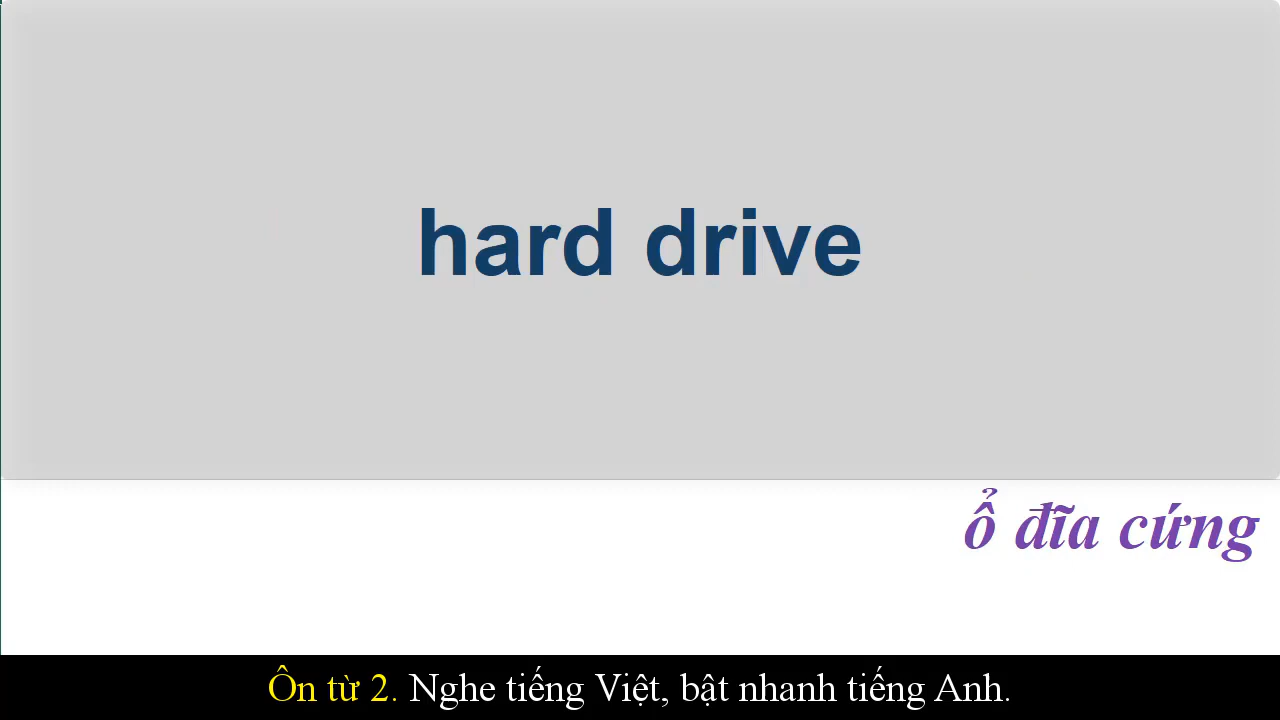 hard drive
ổ đĩa cứng
Ôn từ 2. Nghe tiếng Việt, bật nhanh tiếng Anh.